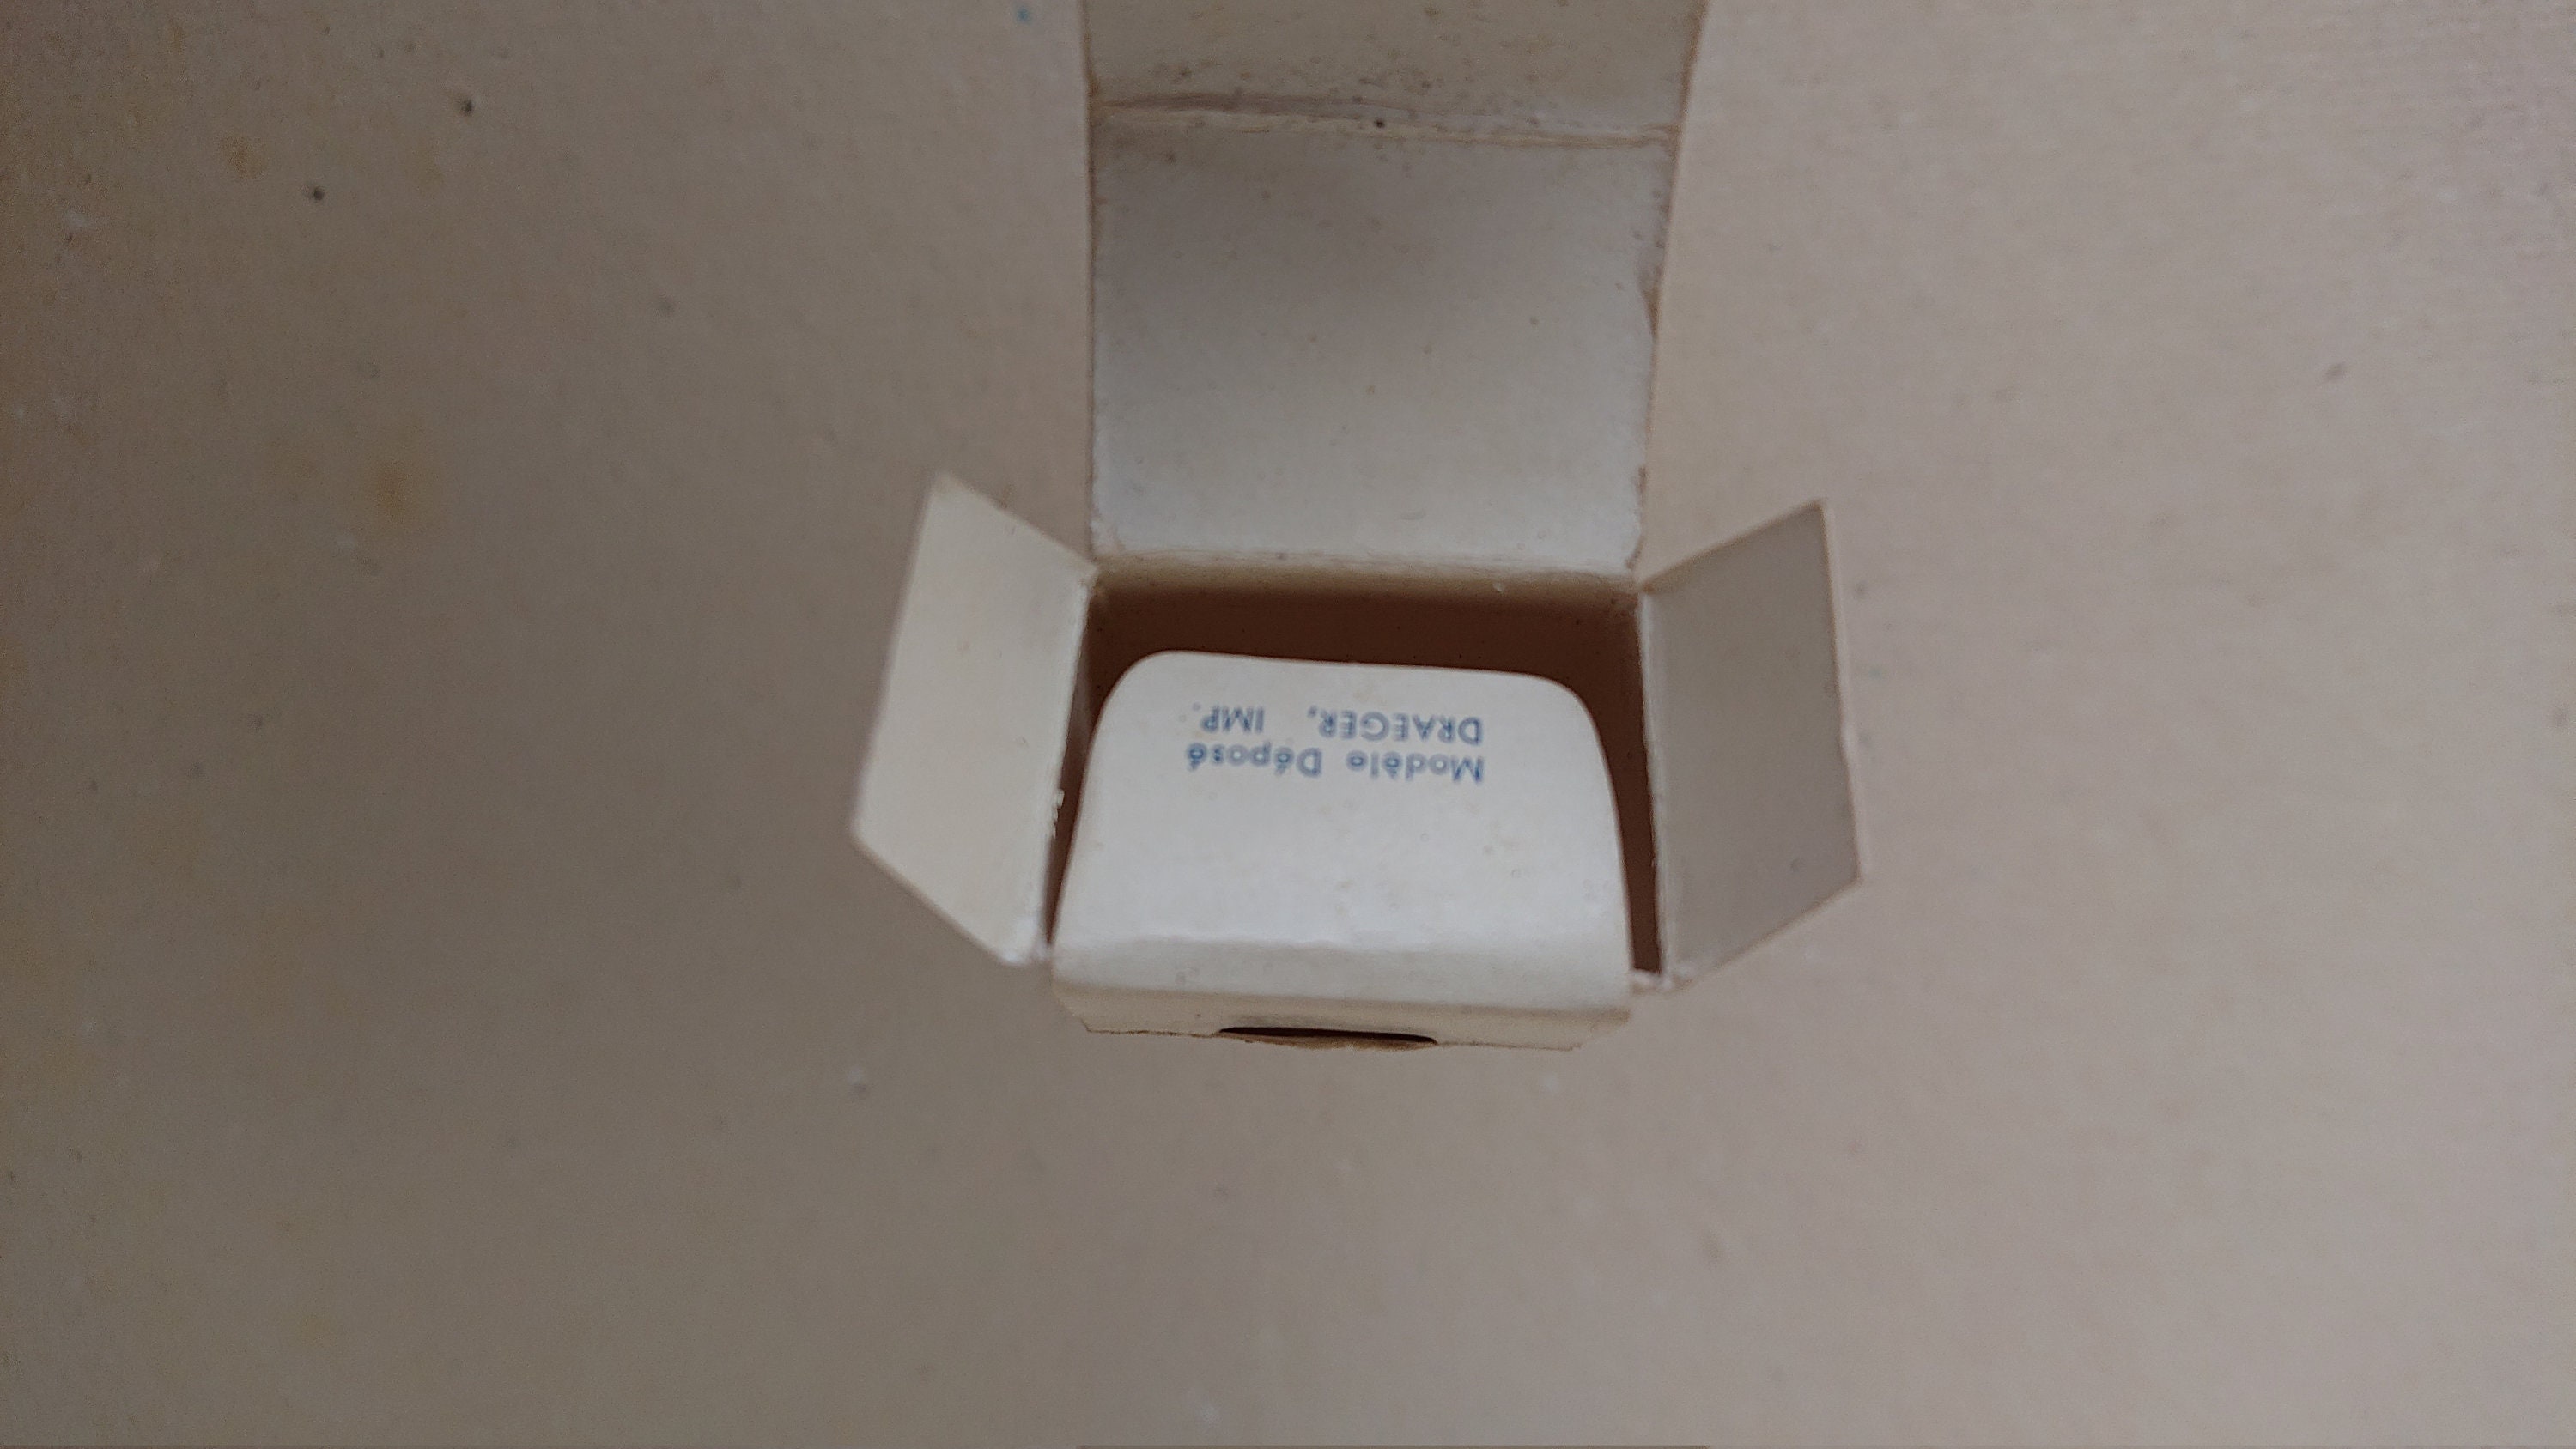 Modèle Déposé
DRAEGER, IMP.